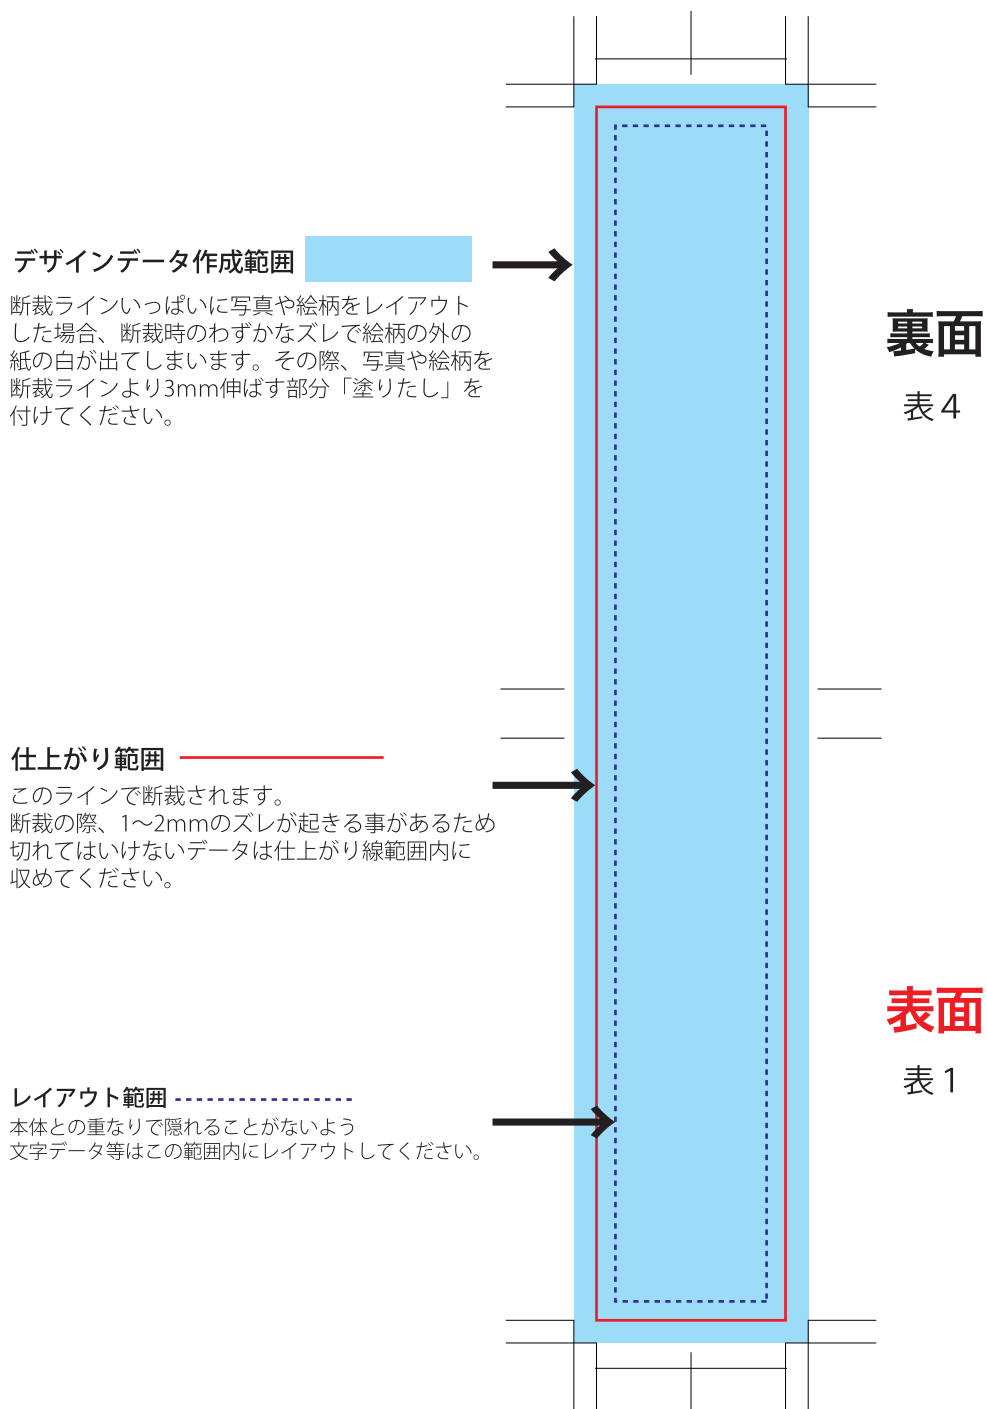 デザインデータ作成範囲
断裁ラインいっぱいに写真や絵柄をレイアウト
した場合、断裁時のわずかなズレで絵柄の外の
紙の白が出てしまいます。その際、写真や絵柄を
断裁ラインより3mm伸ばす部分「塗りたし」を
付けてください。
裏面
表4
仕上がり範囲
このラインで断裁されます。
断裁の際、1〜2mmのズレが起きる事があるため
切れてはいけないデータは仕上がり線範囲内に
収めてください。
表面
表1
レイアウト範囲
本体との重なりで隠れることがないよう
文字データ等はこの範囲内にレイアウトしてください。